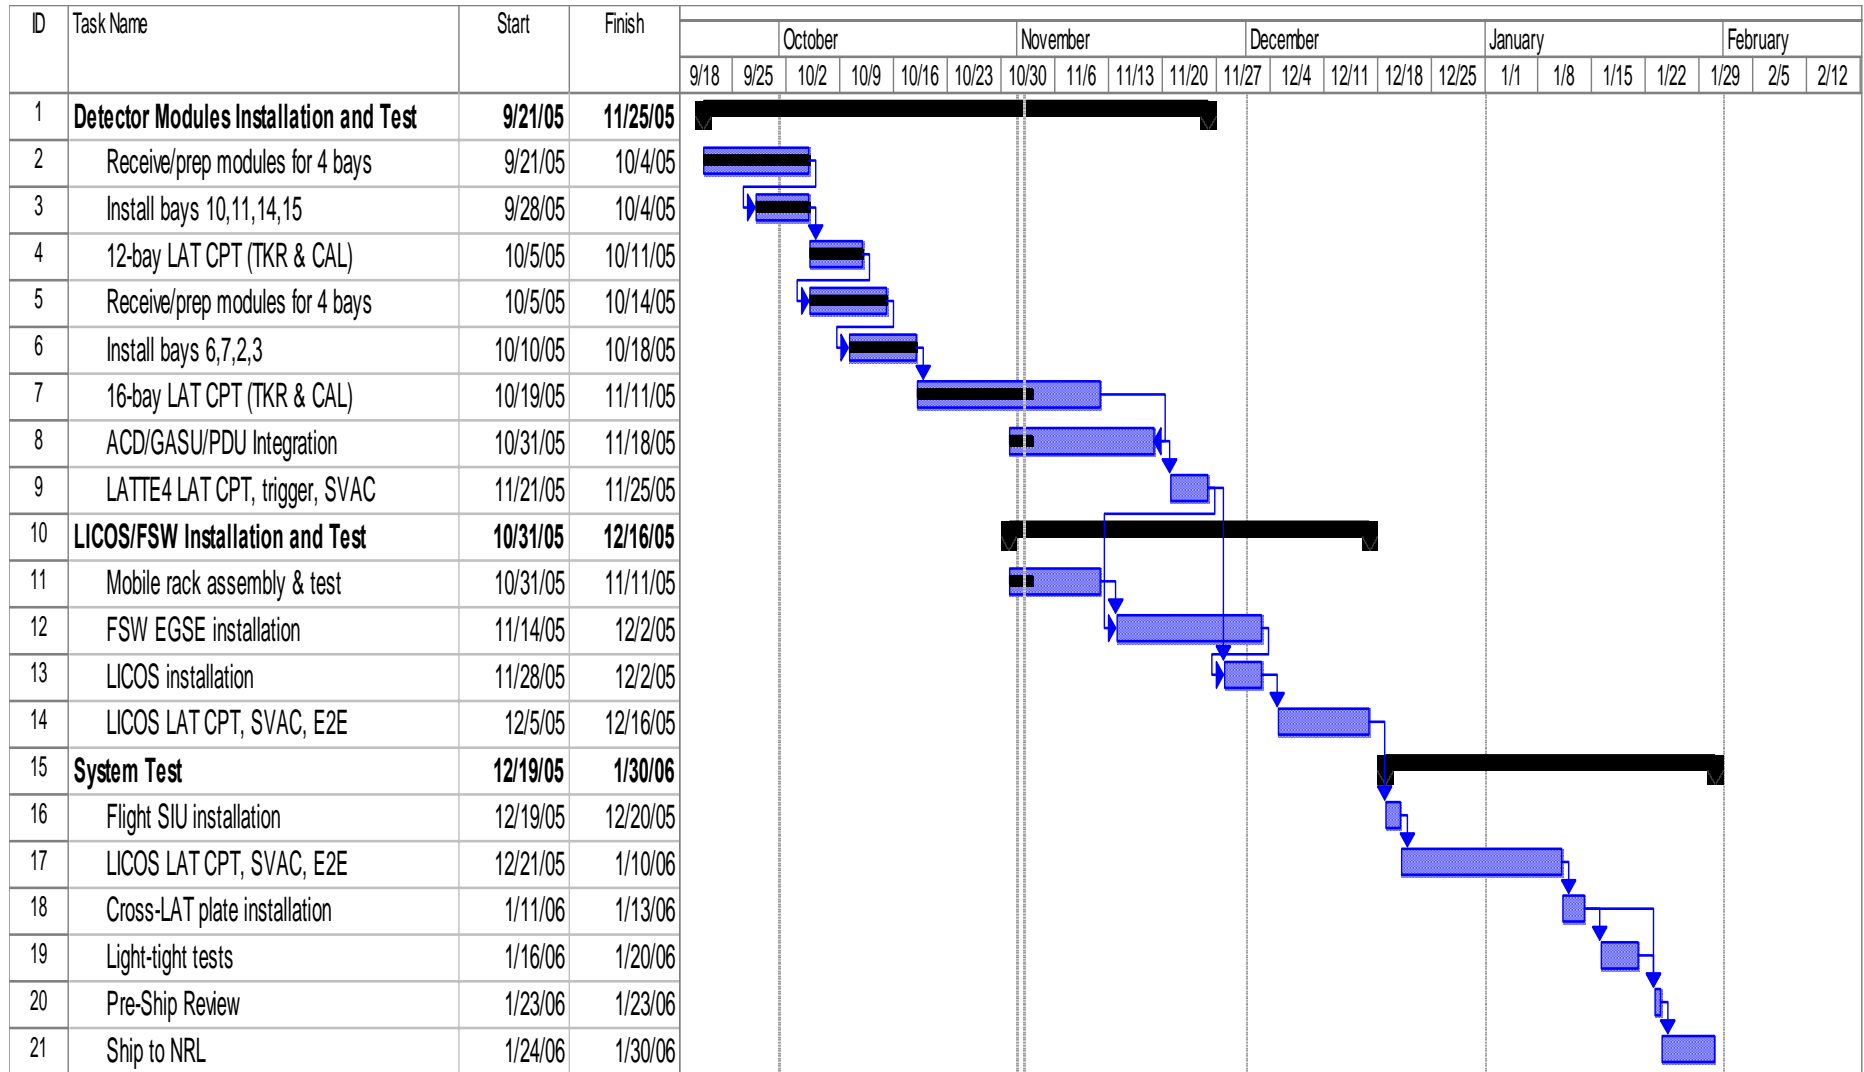 ID Task Name Start Finish
October November December January February
9/18 9/25 10/2 10/9 10/16 10/23 10/30 11/6 11/13 11/20 11/27 12/4 12/11 12/18 12/25 1/1 1/8 1/15 1/22 1/29 2/5 2/12
1 Detector Modules Installation and Test 9/21/05 11/25/05
2 Receive/prep modules for 4 bays 9/21/05 10/4/05
3 Install bays 10,11,14,15 9/28/05 10/4/05
4 12-bay LAT CPT (TKR & CAL) 10/5/05 10/11/05
5 Receive/prep modules for 4 bays 10/5/05 10/14/05
6 Install bays 6,7,2,3 10/10/05 10/18/05
7 16-bay LAT CPT (TKR & CAL) 10/19/05 11/11/05
8 ACD/GASU/PDU Integration 10/31/05 11/18/05
9 LATTE4 LAT CPT, trigger, SVAC 11/21/05 11/25/05
10 LICOS/FSW Installation and Test 10/31/05 12/16/05
11 Mobile rack assembly & test 10/31/05 11/11/05
12 FSW EGSE installation 11/14/05 12/2/05
13 LICOS installation 11/28/05 12/2/05
14 LICOS LAT CPT, SVAC, E2E 12/5/05 12/16/05
15 System Test 12/19/05 1/30/06
16 Flight SIU installation 12/19/05 12/20/05
17 LICOS LAT CPT, SVAC, E2E 12/21/05 1/10/06
18 Cross-LAT plate installation 1/11/06 1/13/06
19 Light-tight tests 1/16/06 1/20/06
20 Pre-Ship Review 1/23/06 1/23/06
21 Ship to NRL 1/24/06 1/30/06